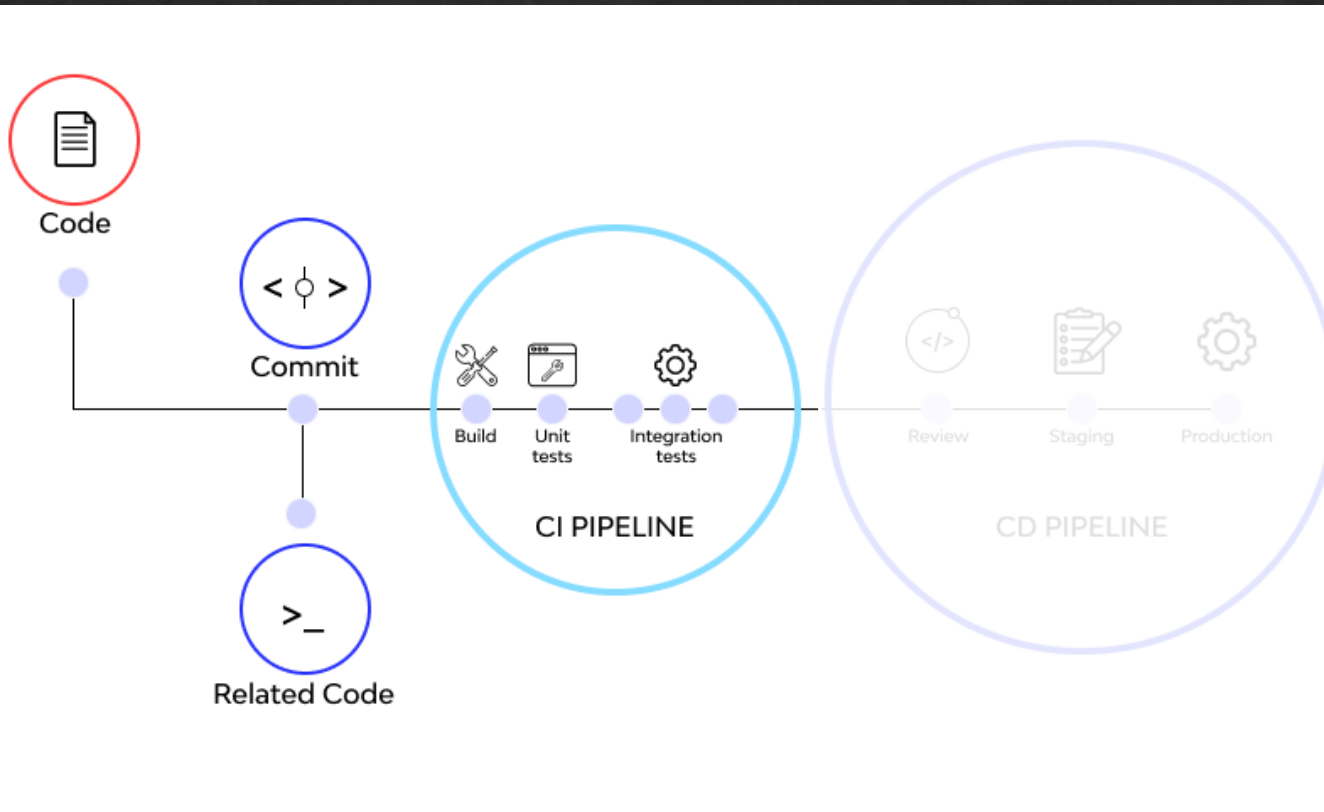 Code
< >
Commit
Build
Unit
tests
Integration
tests
CI PIPELINE
>_
Related Code
</>
Review
Staging
Production
CD PIPELINE